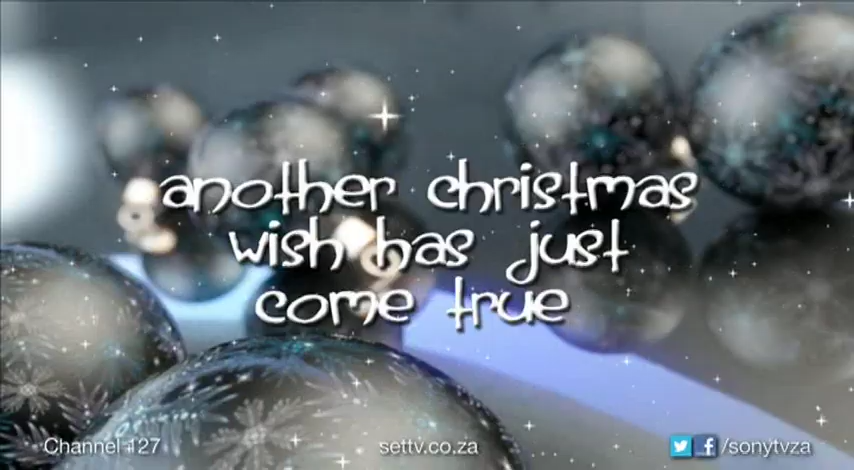 another christmas
wish has just
come true
Channel 127
settv.co.za
/sonytvza